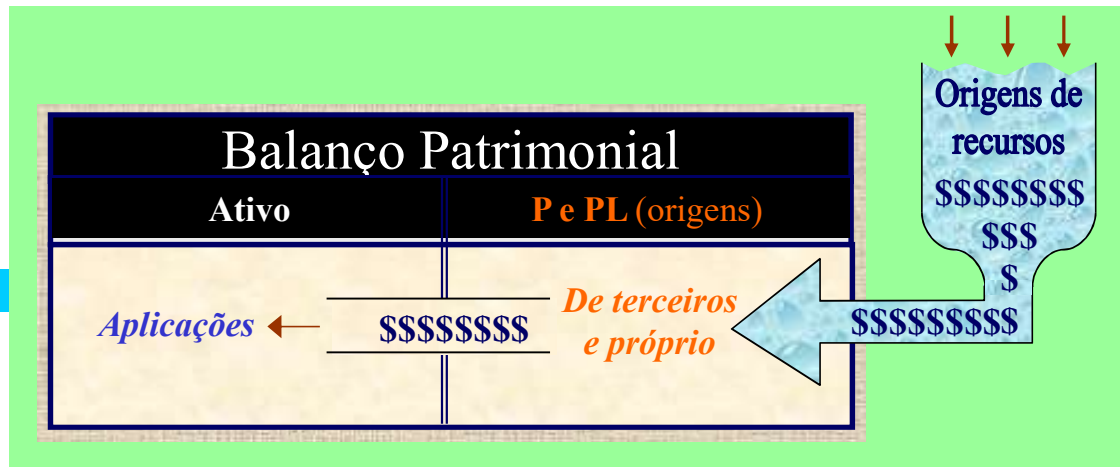 Origens de
recursos
$$$$$$$$
$$$
$
$$$$$$$$$
Balanço Patrimonial
Ativo
P e PL (origens)
Aplicações
$$$$$$$$
De terceiros
e próprio